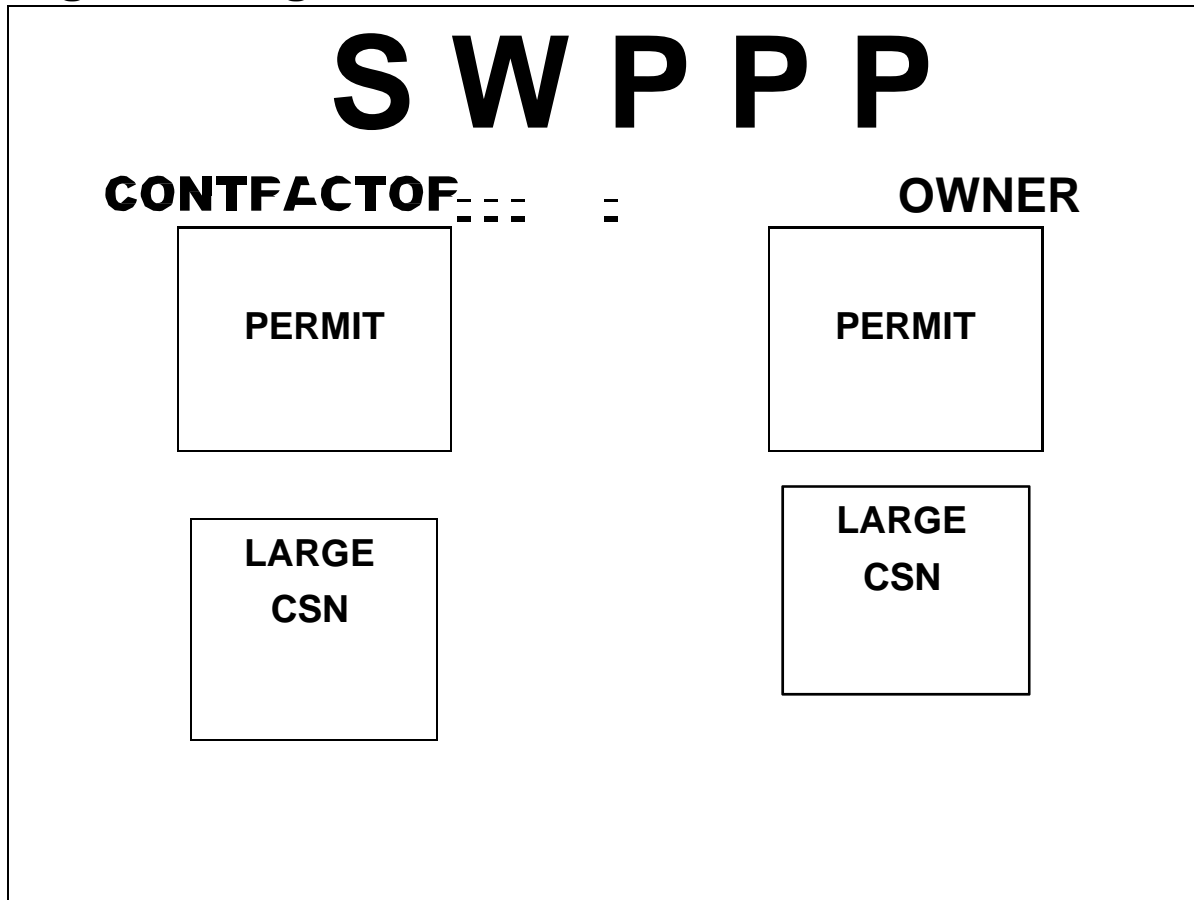 S W P P P
CONTFACTOF
OWNER
PERMIT
PERMIT
LARGE
CSN
LARGE
CSN